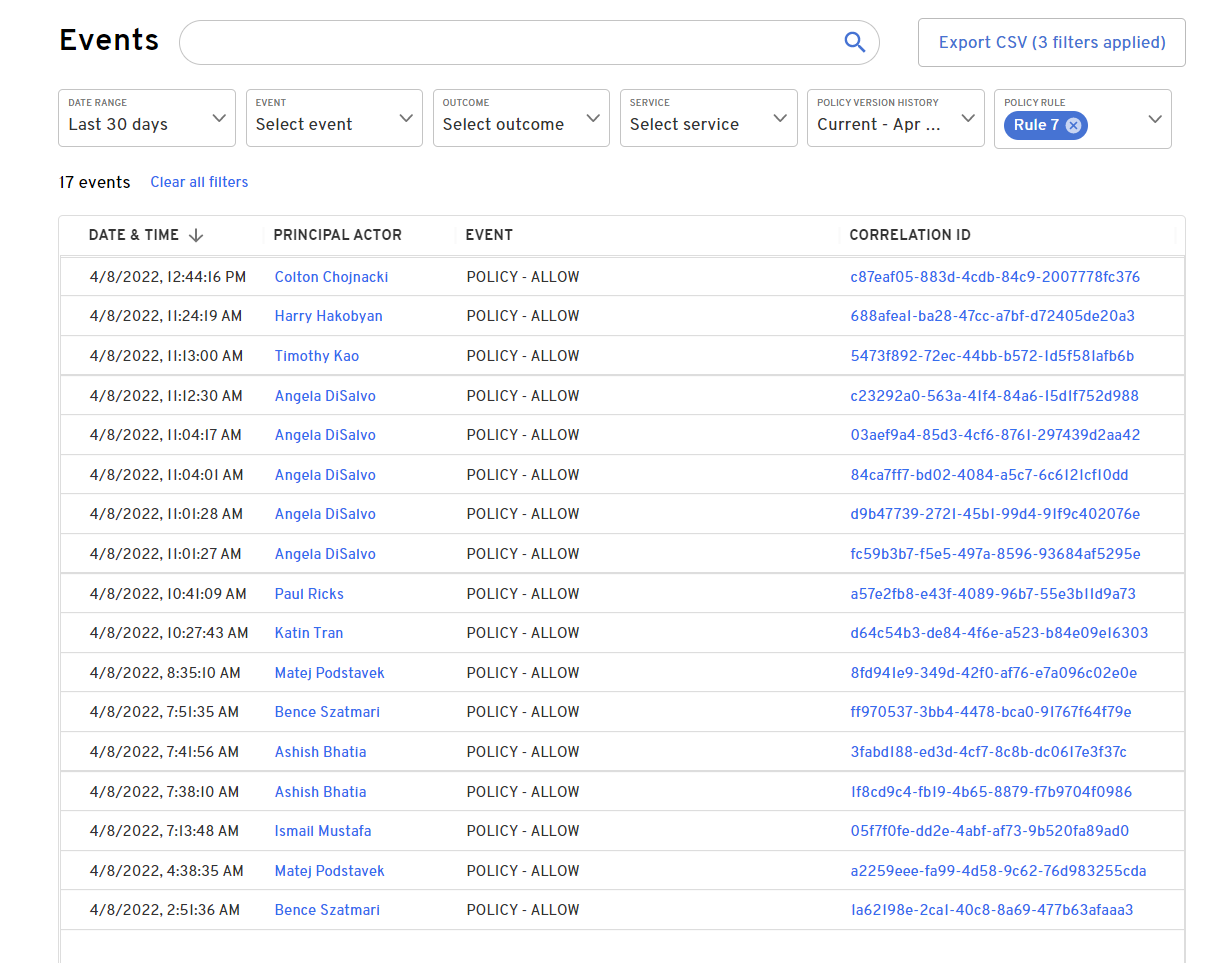 Events
Export CSV (3 filters applied)
DATE RANGE EVENT OUTCOME SERVICE POLICY VERSION HISTORY POLICY RULE
Last 30 days Select event Select outcome Select service Current - Apr ... Rule 7
17 events Clear all filters
DATE & TIME PRINCIPAL ACTOR EVENT CORRELATION ID
4/8/2022, 12:44:16 PM Colton Chojnacki POLICY - ALLOW c87eaf05-883d-4cdb-84c9-2007778fc376
4/8/2022, 11:24:19 AM Harry Hakobyan POLICY - ALLOW 688afea1-ba28-47cc-a7bf-d72405de20a3
4/8/2022, 11:13:00 AM Timothy Kao POLICY - ALLOW 5473f892-72ec-44bb-b572-1d5f581afb6b
4/8/2022, 11:12:30 AM Angela DiSalvo POLICY - ALLOW c23292a0-563a-41f4-84a6-15d1f752d988
4/8/2022, 11:04:17 AM Angela DiSalvo POLICY - ALLOW 03aef9a4-85d3-4cf6-8761-297439d2aa42
4/8/2022, 11:04:01 AM Angela DiSalvo POLICY - ALLOW 84ca7ff7-bd02-4084-a5c7-6c6121cf10dd
4/8/2022, 11:01:28 AM Angela DiSalvo POLICY - ALLOW d9b47739-2721-45b1-99d4-91f9c402076e
4/8/2022, 11:01:27 AM Angela DiSalvo POLICY - ALLOW fc59b3b7-f5e5-497a-8596-93684af5295e
4/8/2022, 10:41:09 AM Paul Ricks POLICY - ALLOW a57e2fb8-e43f-4089-96b7-55e3b11d9a73
4/8/2022, 10:27:43 AM Katin Tran POLICY - ALLOW d64c54b3-de84-4f6e-a523-b84e09e16303
4/8/2022, 8:35:10 AM Matej Podstavek POLICY - ALLOW 8fd941e9-349d-42f0-af76-e7a096c02e0e
4/8/2022, 7:51:35 AM Bence Szatmari POLICY - ALLOW ff970537-3bb4-4478-bca0-91767f64f79e
4/8/2022, 7:41:56 AM Ashish Bhatia POLICY - ALLOW 3fabd188-ed3d-4cf7-8c8b-dc0617e3f37c
4/8/2022, 7:38:10 AM Ashish Bhatia POLICY - ALLOW 1f8cd9c4-fb19-4b65-8879-f7b9704f0986
4/8/2022, 7:13:48 AM Ismail Mustafa POLICY - ALLOW 05f7f0fe-dd2e-4abf-af73-9b520fa89ad0
4/8/2022, 4:38:35 AM Matej Podstavek POLICY - ALLOW a2259eee-fa99-4d58-9c62-76d983255cda
4/8/2022, 2:51:36 AM Bence Szatmari POLICY - ALLOW 1a62198e-2ca1-40c8-8a69-477b63afaaa3